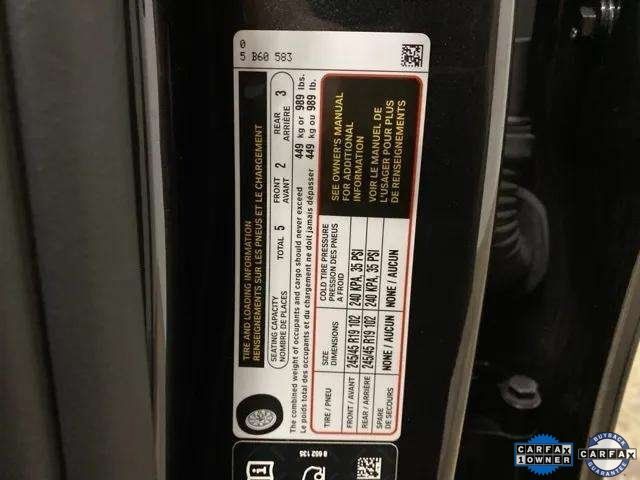 0
5 B60 583
TIRE AND LOADING INFORMATION
RENSEIGNEMENTS SUR LES PNEUS ET LE CHARGEMENT
SEATING CAPACITY
NOMBRE DE PLACES
TOTAL 5
FRONT
AVANT
2
REAR
ARRIÈRE
3
The combined weight of occupants and cargo should never exceed 449 kg or 989 lbs.
Le poids total des occupants et du chargement ne doit jamais dépasser 449 kg ou 989 lb.
TIRE / PNEU
SIZE
DIMENSIONS
COLD TIRE PRESSURE
PRESSION DES PNEUS
A FROID
FRONT / AVANT 245/45 R19 102 240 KPA, 35 PSI
REAR / ARRIÈRE 245/45 R19 102 240 KPA, 35 PSI
SPARE
DE SECOURS
NONE / AUCUN NONE / AUCUN
SEE OWNER'S MANUAL
FOR ADDITIONAL
INFORMATION
VOIR LE MANUEL DE
L'USAGER POUR PLUS
DE RENSEIGNEMENTS
8 652 135
CARFAX
1 OWNER
BUYBACK
CARFAX
GUARANTEE